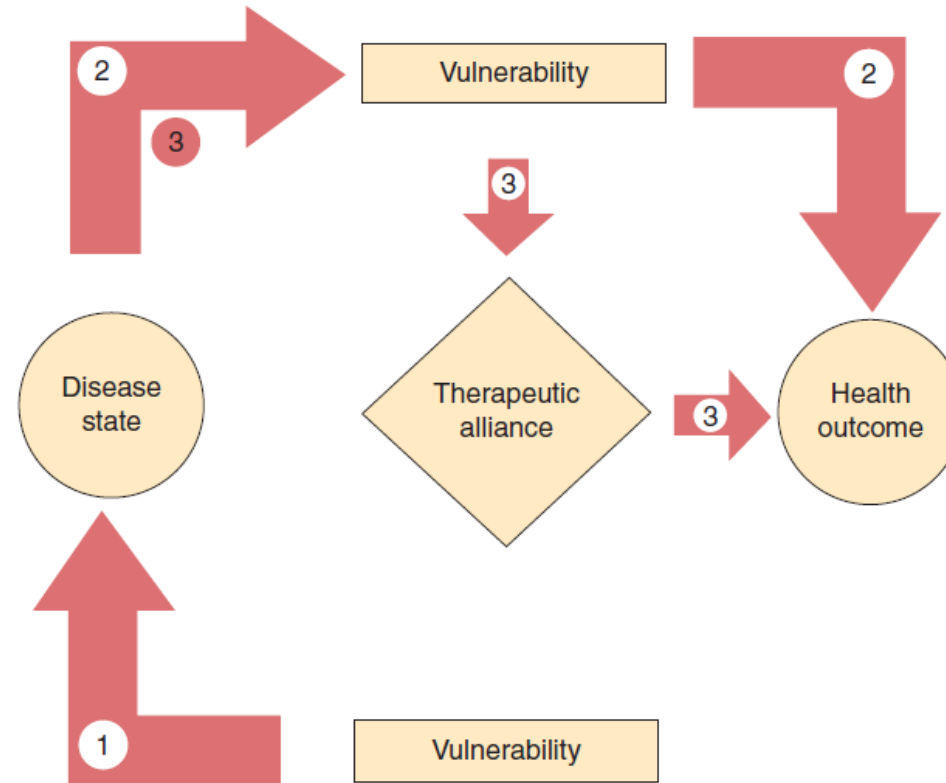 2
Vulnerability
2
3
3
Disease
state
Therapeutic
alliance
3
Health
outcome
1
Vulnerability